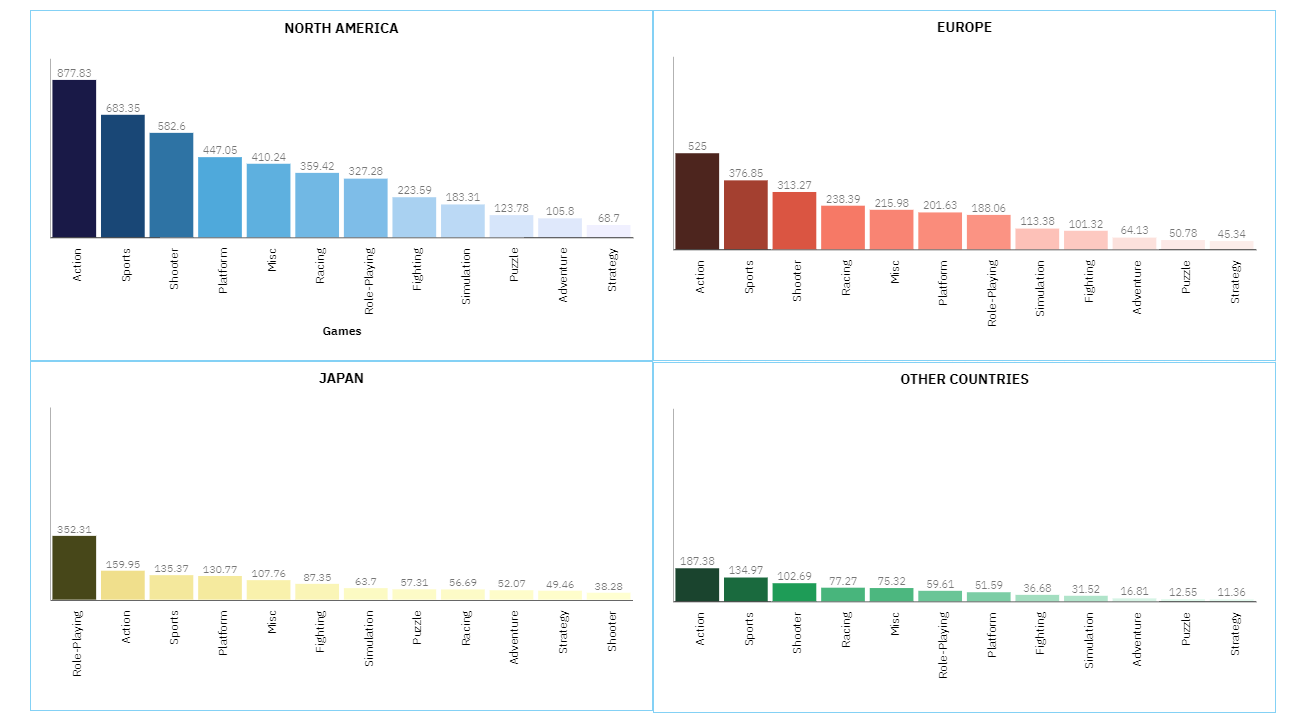 NORTH AMERICA
877.83
683.35
582.6
447.05
410.24
359.42
327.28
223.59
183.31
123.78
105.8
68.7
Action
Sports
Shooter
Platform
Misc
Racing
Role-Playing
Fighting
Simulation
Puzzle
Adventure
Strategy
Games
EUROPE
525
376.85
313.27
238.39
215.98
201.63
188.06
113.38
101.32
64.13
50.78
45.34
Action
Sports
Shooter
Racing
Misc
Platform
Role-Playing
Simulation
Fighting
Adventure
Puzzle
Strategy
JAPAN
352.31
159.95
135.37
130.77
107.76
87.35
63.7
57.31
56.69
52.07
49.46
38.28
Role-Playing
Action
Sports
Platform
Misc
Fighting
Simulation
Puzzle
Racing
Adventure
Strategy
Shooter
OTHER COUNTRIES
187.38
134.97
102.69
77.27
75.32
59.61
51.59
36.68
31.52
16.81
12.55
11.36
Action
Sports
Shooter
Racing
Misc
Role-Playing
Platform
Fighting
Simulation
Adventure
Puzzle
Strategy